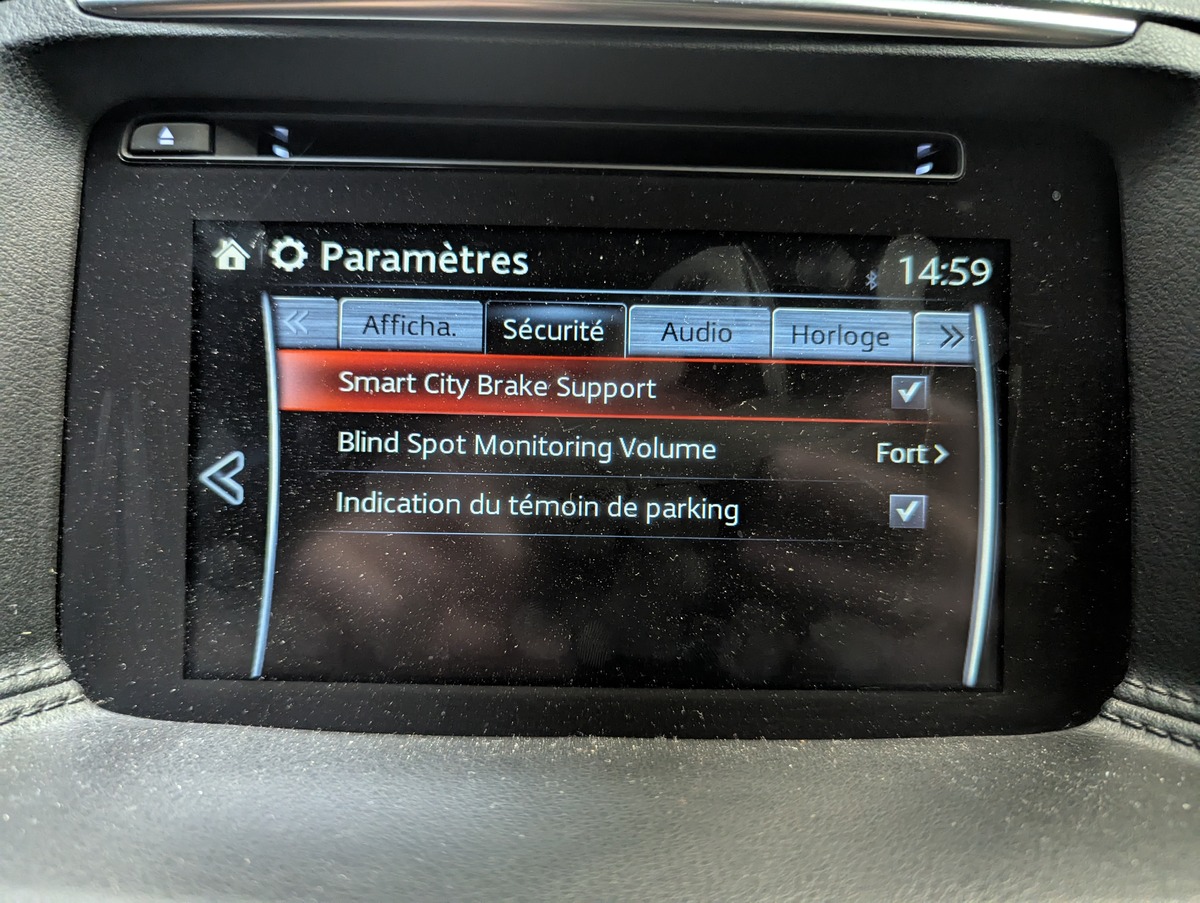 Paramètres 14:59
Afficha. Sécurité Audio Horloge
Smart City Brake Support
Blind Spot Monitoring Volume Fort
Indication du témoin de parking